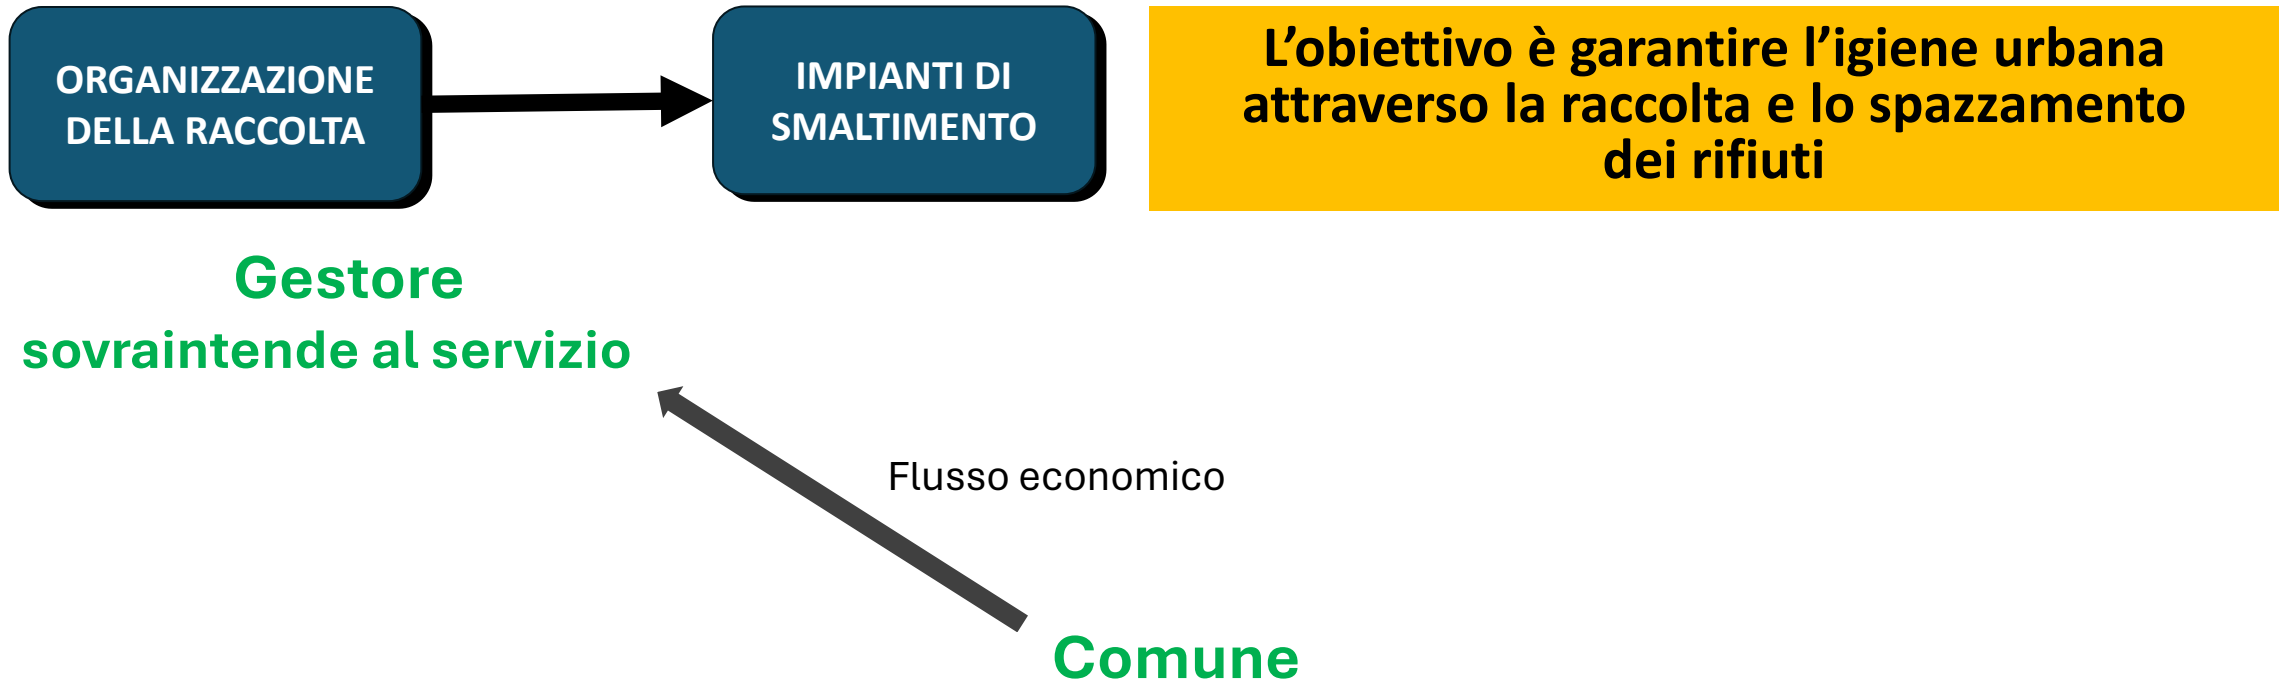 ORGANIZZAZIONE
DELLA RACCOLTA
IMPIANTI DI
SMALTIMENTO
L’obiettivo è garantire l’igiene urbana
attraverso la raccolta e lo spazzamento
dei rifiuti
Gestore
sovraintende al servizio
Flusso economico
Comune